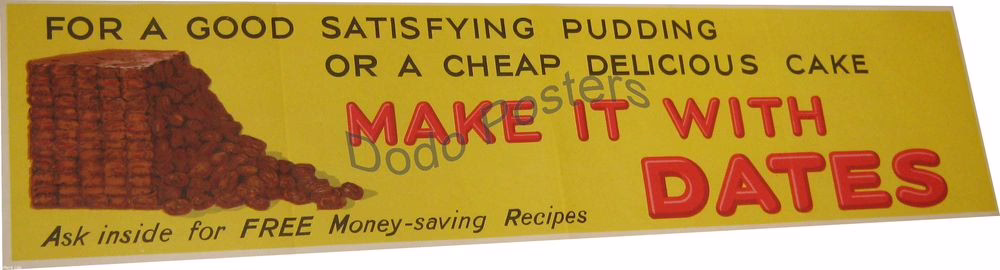 FOR A GOOD SATISFYING PUDDING
OR A CHEAP DELICIOUS CAKE
MAKE IT WITH
DATES
Ask inside for FREE Money-saving Recipes
Dodo Posters